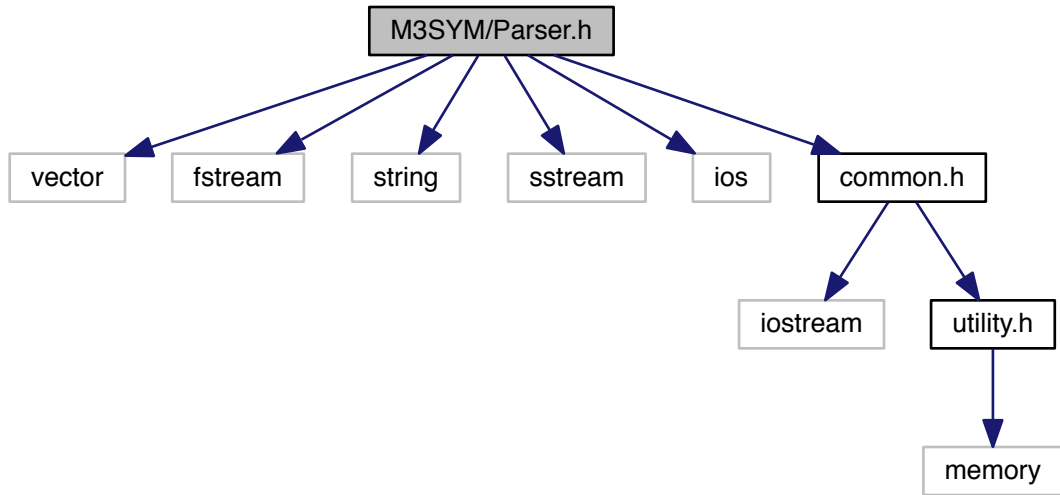 M3SYM/Parser.h
vector
fstream
string
sstream
ios
common.h
iostream
utility.h
memory